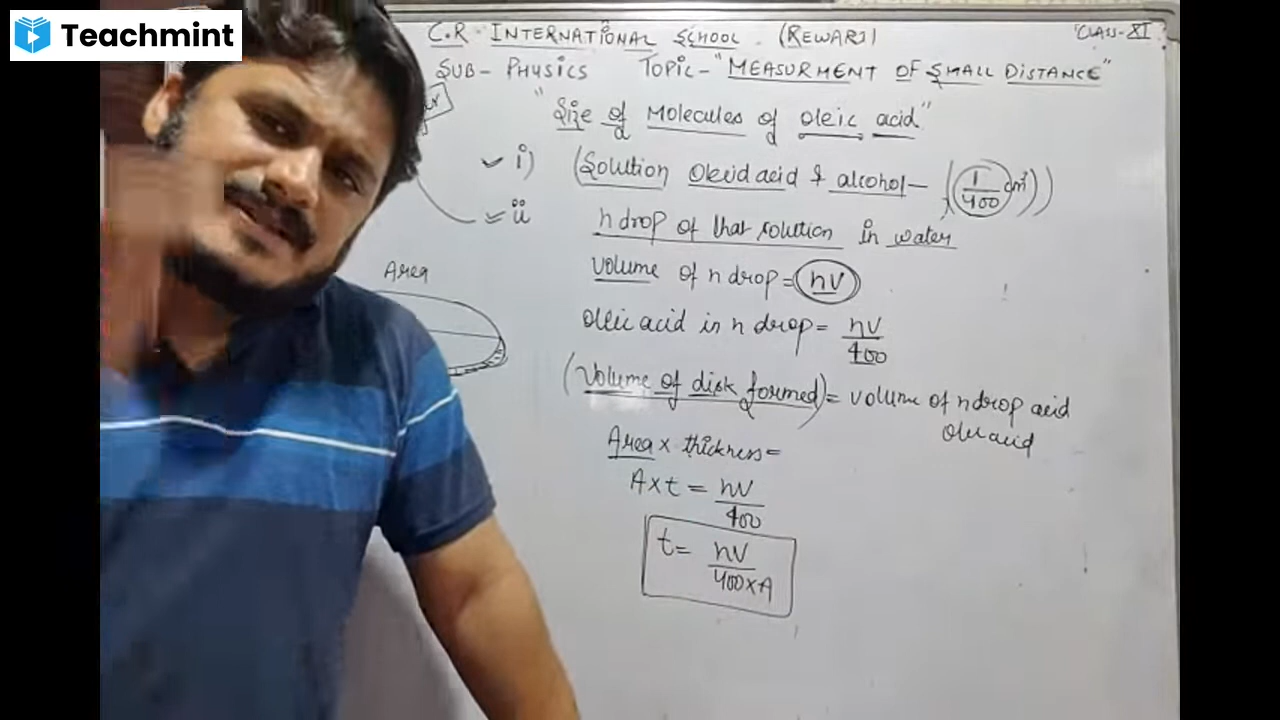 Teachmint
C.R. INTERNATIONAL SCHOOL. (REWARI)
CLASS-XI
SUB- PHYSICS TOPIC- "MEASURMENT OF SMALL DISTANCE"
"Size of Molecules of oleic acid"
i) (Solution Oleid acid & alcohol- (1/400 cm³))
ii n drop of that solution in water
volume of n drop = nV
Area
oleic acid in n drop = nV/400
(Volume of disk formed) = volume of n drop acid
oleic acid
Area x thickness =
A x t = nV/400
t = nV/400xA